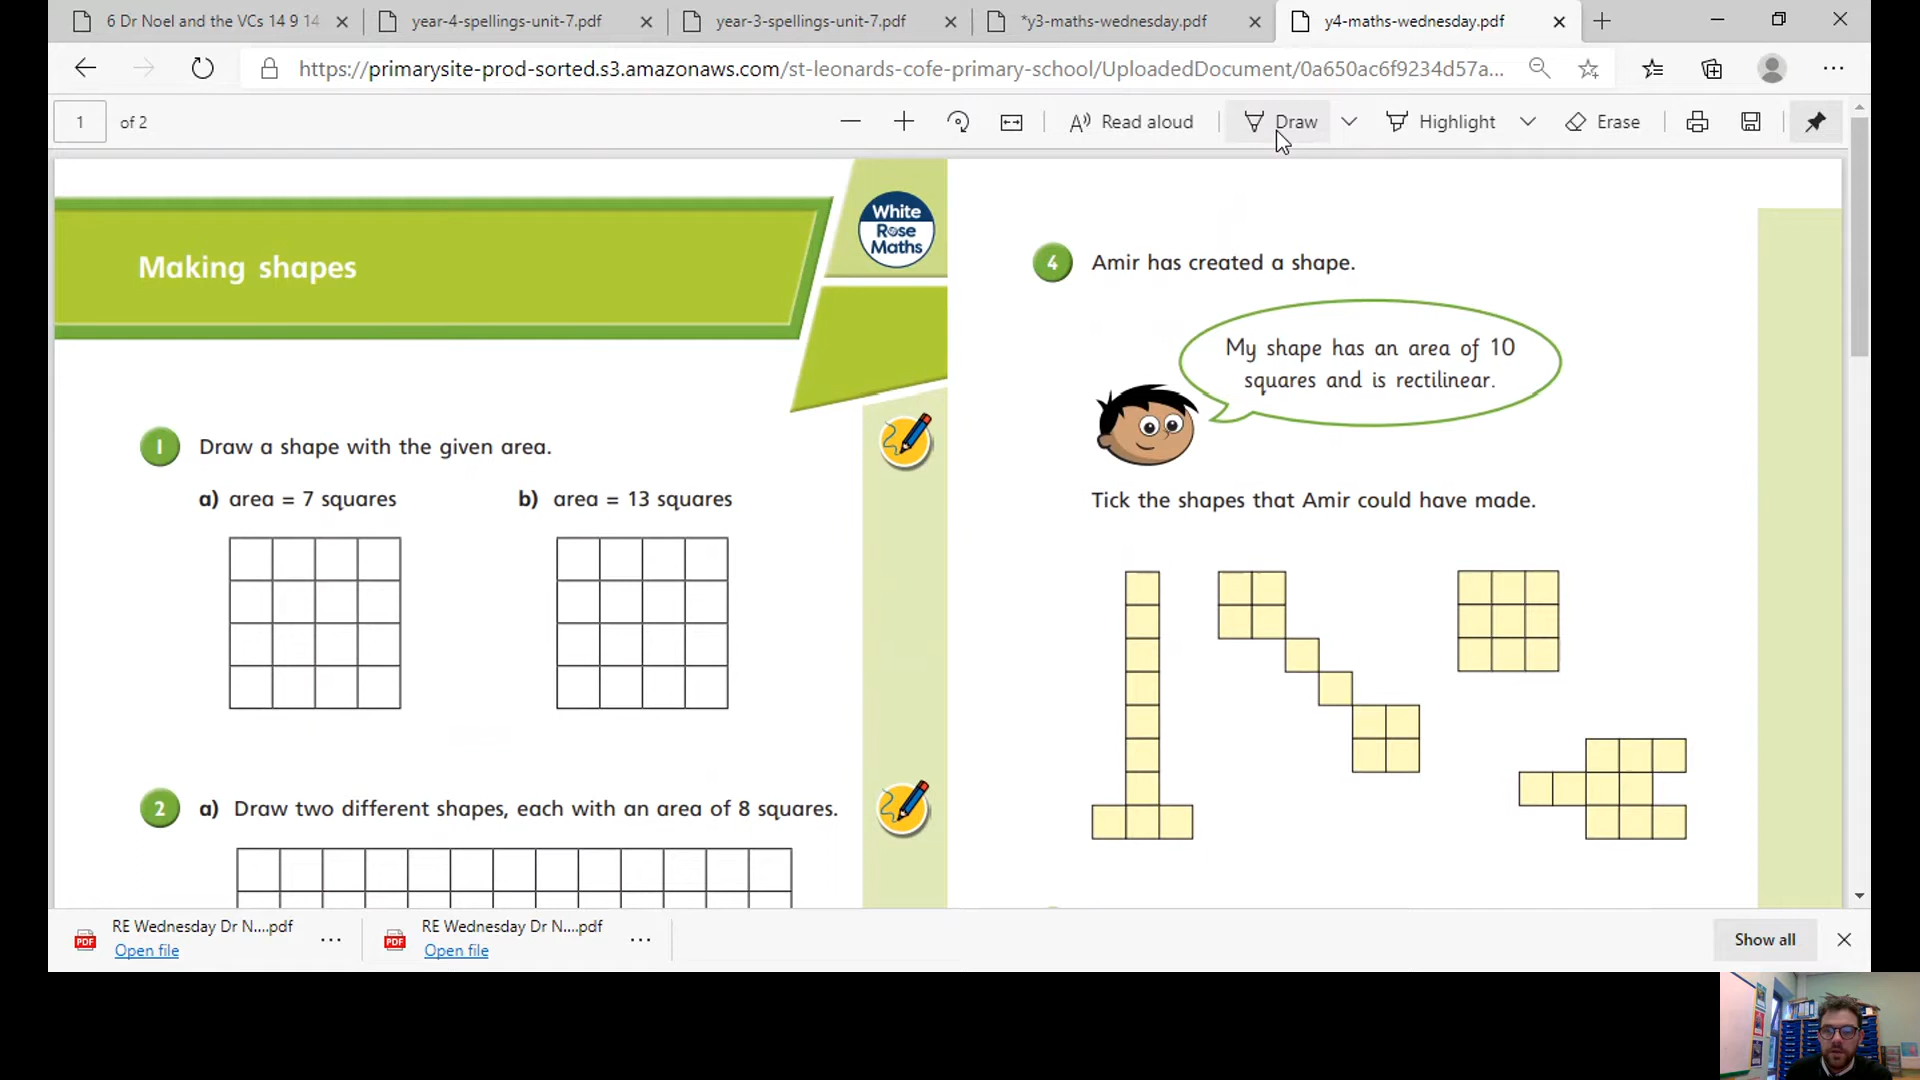 6 Dr Noel and the VCs 14 9 14
year-4-spellings-unit-7.pdf
year-3-spellings-unit-7.pdf
*y3-maths-wednesday.pdf
y4-maths-wednesday.pdf
https://primarysite-prod-sorted.s3.amazonaws.com/st-leonards-cofe-primary-school/UploadedDocument/0a650ac6f9234d57a...
1 of 2
Read aloud
Draw
Highlight
Erase
Making shapes
White
Rose
Maths
1 Draw a shape with the given area.
a) area = 7 squares
b) area = 13 squares
2 a) Draw two different shapes, each with an area of 8 squares.
4 Amir has created a shape.
My shape has an area of 10
squares and is rectilinear.
Tick the shapes that Amir could have made.
PDF
RE Wednesday Dr N....pdf
Open file
PDF
RE Wednesday Dr N....pdf
Open file
Show all